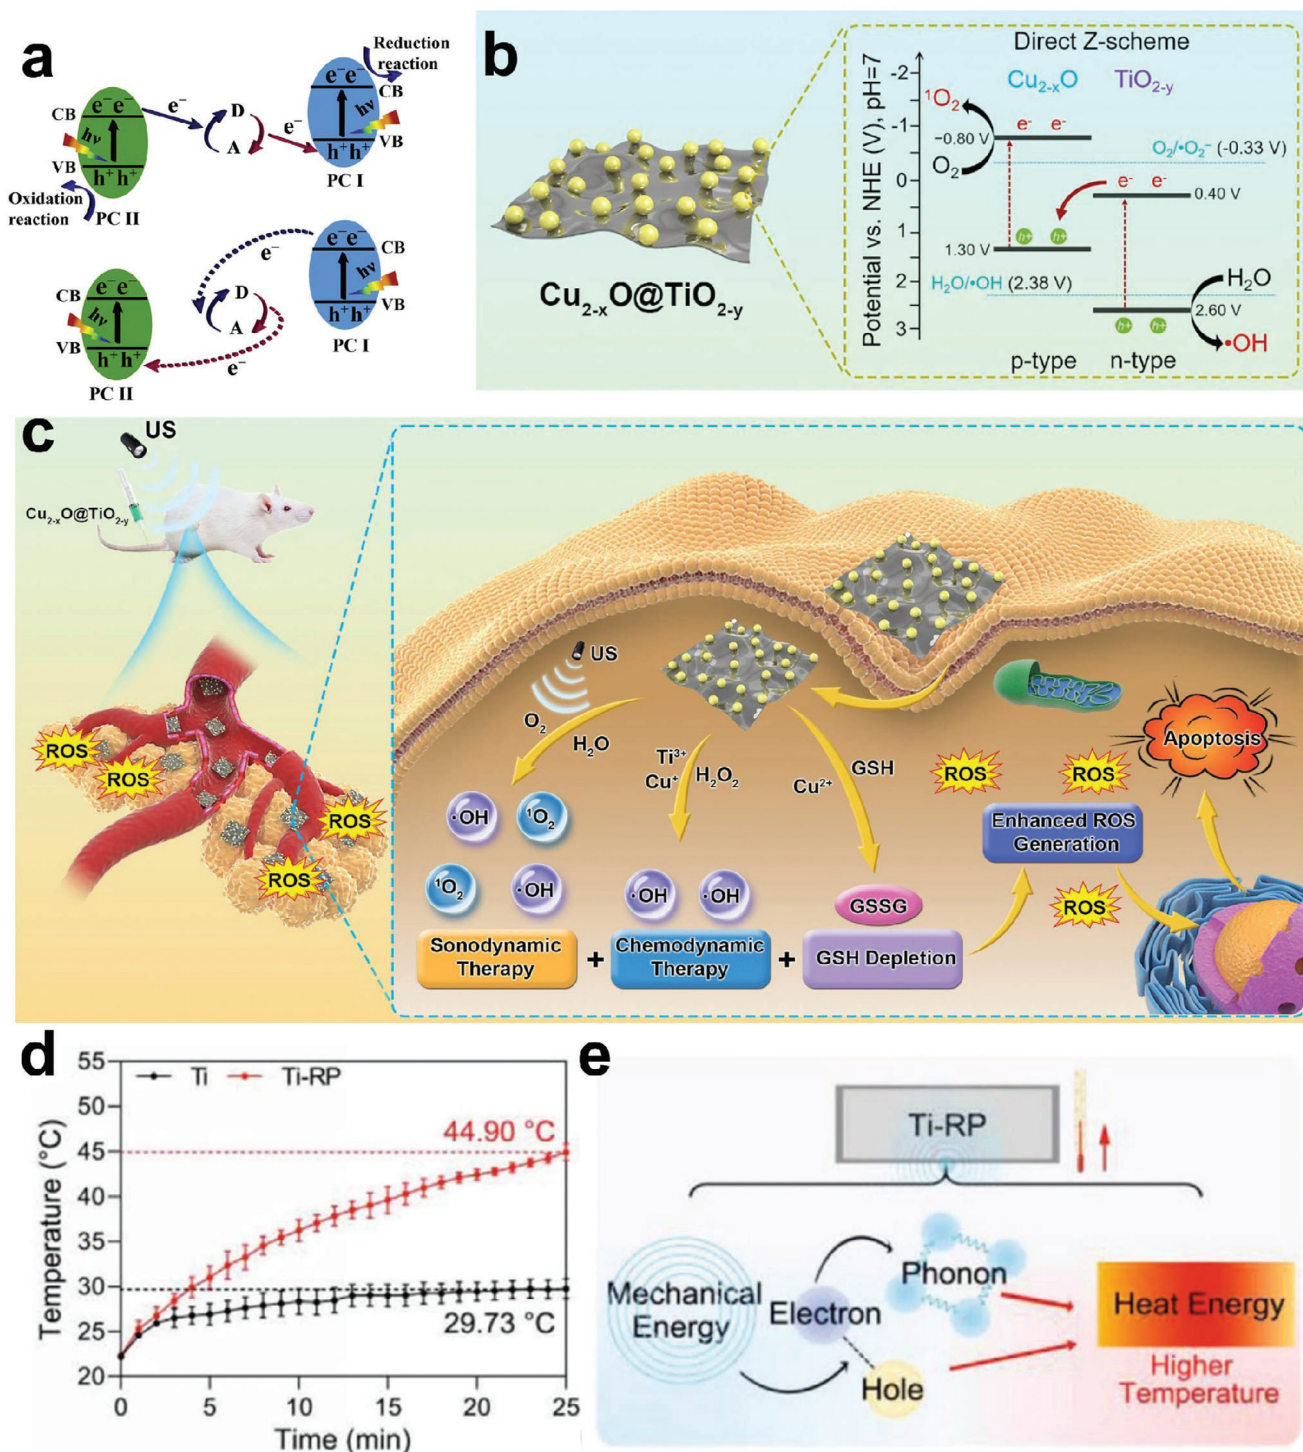 a
Reduction
reaction
e⁻ e⁻
CB
hν
VB
h⁺ h⁺
PC I
e⁻
D
A
e⁻
CB
e⁻ e⁻
hν
VB
h⁺ h⁺
Oxidation
reaction
PC II
e⁻ e⁻
CB
hν
VB
h⁺ h⁺
PC I
e⁻
D
A
e⁻
CB
e⁻ e⁻
hν
VB
h⁺ h⁺
PC II
b
Cu₂₋ₓO@TiO₂₋ᵧ
Direct Z-scheme
Cu₂₋ₓO TiO₂₋ᵧ
Potential vs. NHE (V), pH=7
-2
-1
0
1
2
3
¹O₂
−0.80 V
O₂
e⁻ e⁻
O₂/•O₂⁻ (-0.33 V)
e⁻ e⁻
0.40 V
h+ h+
1.30 V
H₂O/•OH (2.38 V)
H₂O
2.60 V
h+ h+
•OH
p-type n-type
c
US
Cu₂₋ₓO@TiO₂₋ᵧ
ROS
ROS
ROS
ROS
US
O₂
H₂O
Ti³⁺
Cu⁺
H₂O₂
GSH
Cu²⁺
·OH
¹O₂
¹O₂
·OH
·OH
·OH
GSSG
Sonodynamic
Therapy
+
Chemodynamic
Therapy
+
GSH Depletion
ROS
ROS
Enhanced ROS
Generation
ROS
Apoptosis
d
Ti Ti-RP
Temperature (°C)
55
50
45
40
35
30
25
20
44.90 °C
29.73 °C
0 5 10 15 20 25
Time (min)
e
Ti-RP
Mechanical
Energy
Electron
Phonon
Hole
Heat Energy
Higher
Temperature